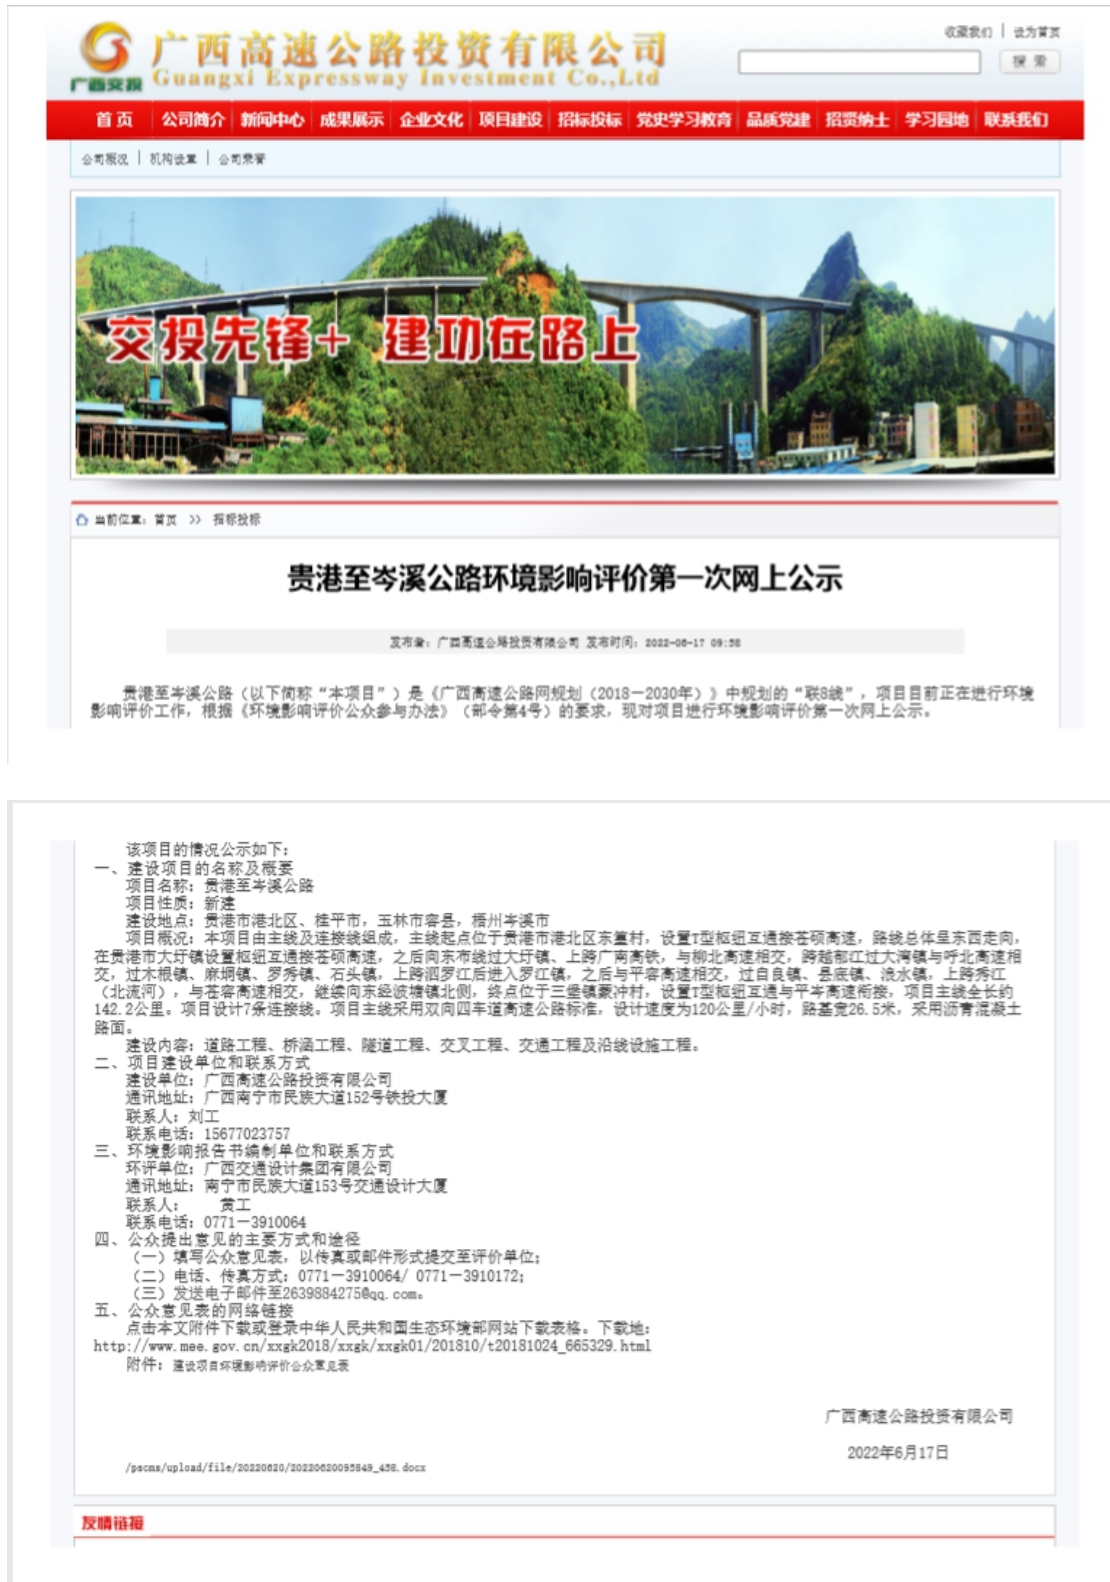 收藏我们 | 设为首页
广西交投
广西高速公路投资有限公司
Guangxi Expressway Investment Co.,Ltd
搜 索
首 页 公司简介 新闻中心 成果展示 企业文化 项目建设 招标投标 党史学习教育 品质党建 招贤纳士 学习园地 联系我们
公司概况 | 机构设置 | 公司荣誉
交投先锋+ 建功在路上
当前位置：首页 >> 招标投标
贵港至岑溪公路环境影响评价第一次网上公示
发布者：广西高速公路投资有限公司 发布时间：2022-06-17 09:58
贵港至岑溪公路（以下简称“本项目”）是《广西高速公路网规划（2018－2030年）》中规划的“联8线”，项目目前正在进行环境
影响评价工作，根据《环境影响评价公众参与办法》（部令第4号）的要求，现对项目进行环境影响评价第一次网上公示。
该项目的情况公示如下：
一、建设项目的名称及概要
项目名称：贵港至岑溪公路
项目性质：新建
建设地点：贵港市港北区、桂平市，玉林市容县，梧州岑溪市
项目概况：本项目由主线及连接线组成，主线起点位于贵港市港北区东篁村，设置T型枢纽互通接苍硕高速，路线总体呈东西走向，
在贵港市大圩镇设置枢纽互通接苍硕高速，之后向东布线过大圩镇、上跨广南高铁，与柳北高速相交，跨越郁江过大湾镇与呼北高速相
交，过木根镇、麻垌镇、罗秀镇、石头镇，上跨泗罗江后进入罗江镇，之后与平容高速相交，过自良镇、县底镇、浪水镇，上跨秀江
（北流河），与苍容高速相交，继续向东经波塘镇北侧，终点位于三堡镇蒙冲村，设置T型枢纽互通与平岑高速衔接，项目主线全长约
142.2公里。项目设计7条连接线。项目主线采用双向四车道高速公路标准，设计速度为120公里/小时，路基宽26.5米，采用沥青混凝土
路面。
建设内容：道路工程、桥涵工程、隧道工程、交叉工程、交通工程及沿线设施工程。
二、项目建设单位和联系方式
建设单位：广西高速公路投资有限公司
通讯地址：广西南宁市民族大道152号铁投大厦
联系人：刘工
联系电话：15677023757
三、环境影响报告书编制单位和联系方式
环评单位：广西交通设计集团有限公司
通讯地址：南宁市民族大道153号交通设计大厦
联系人： 黄工
联系电话：0771－3910064
四、公众提出意见的主要方式和途径
（一）填写公众意见表，以传真或邮件形式提交至评价单位；
（二）电话、传真方式：0771－3910064/ 0771－3910172；
（三）发送电子邮件至2639884275@qq.com。
五、公众意见表的网络链接
点击本文附件下载或登录中华人民共和国生态环境部网站下载表格。下载地：
http://www.mee.gov.cn/xxgk2018/xxgk/xxgk01/201810/t20181024_665329.html
附件：建设项目环境影响评价公众意见表
广西高速公路投资有限公司
2022年6月17日
/pscms/upload/file/20220620/20220620095849_458.docx
友情链接